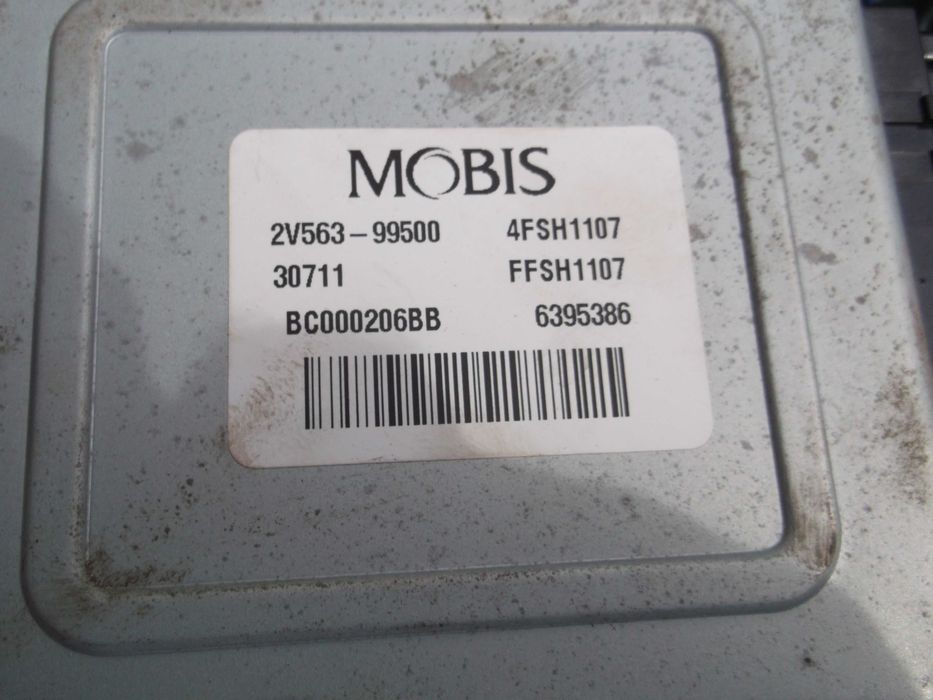 MOBIS
2V563-99500 4FSH1107
30711 FFSH1107
BC000206BB 6395386